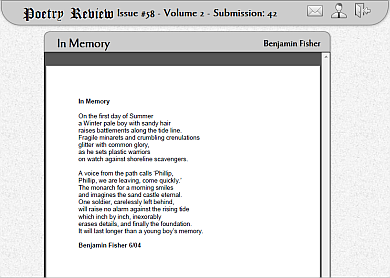 Poetry Review Issue #58 - Volume 2 - Submission: 42
In Memory
Benjamin Fisher
In Memory
On the first day of Summer
a Winter pale boy with sandy hair
raises battlements along the tide line.
Fragile minarets and crumbling crenulations
glitter with common glory,
as he sets plastic warriors
on watch against shoreline scavengers.
A voice from the path calls 'Phillip,
Phillip, we are leaving, come quickly.'
The monarch for a morning smiles
and imagines the sand castle eternal.
One soldier, carelessly left behind,
will raise no alarm against the rising tide
which inch by inch, inexorably
erases details, and finally the foundation.
It will last longer than a young boy's memory.
Benjamin Fisher 6/04